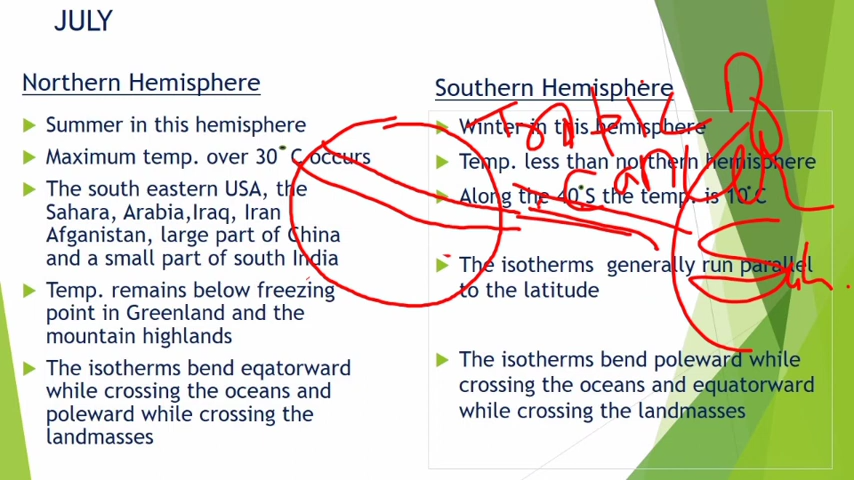 JULY
Northern Hemisphere
Summer in this hemisphere
Maximum temp. over 30°C occurs
The south eastern USA, the
Sahara, Arabia,Iraq, Iran
Afganistan, large part of China
and a small part of south India
Temp. remains below freezing
point in Greenland and the
mountain highlands
The isotherms bend eqatorward
while crossing the oceans and
poleward while crossing the
landmasses
Southern Hemisphere
Winter in this hemisphere
Temp. less than northern hemisphere
Along the 40°S the temp. is 10°C
The isotherms generally run parallel
to the latitude
The isotherms bend poleward while
crossing the oceans and equatorward
while crossing the landmasses